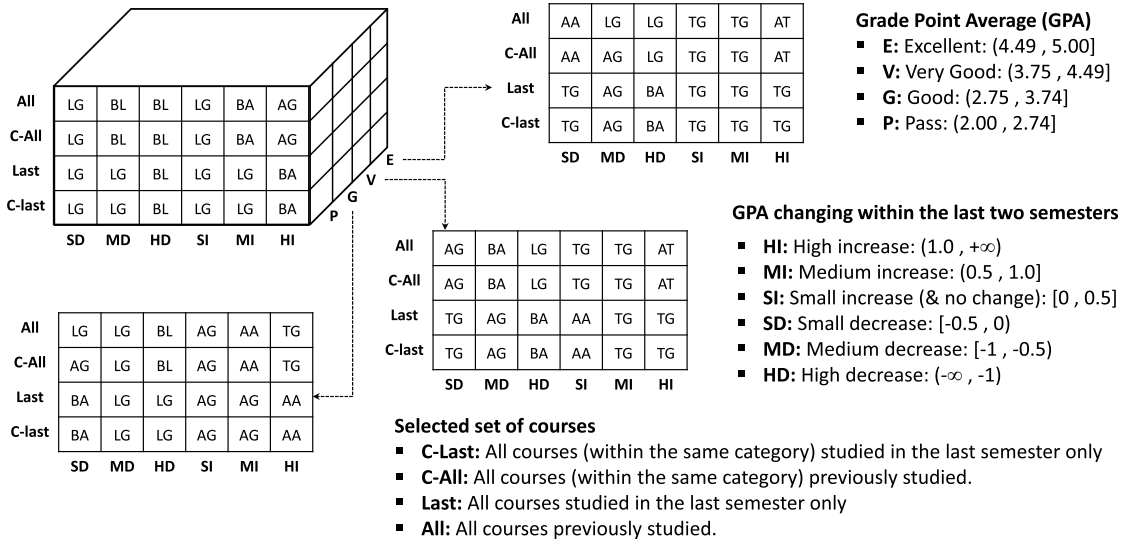 All AA LG LG TG TG AT
C-All AA AG LG TG TG AT
Last TG AG BA TG TG TG
C-last TG AG BA TG TG TG
SD MD HD SI MI HI
Grade Point Average (GPA)
▪ E: Excellent: (4.49 , 5.00]
▪ V: Very Good: (3.75 , 4.49]
▪ G: Good: (2.75 , 3.74]
▪ P: Pass: (2.00 , 2.74]
All LG BL BL LG BA AG
C-All LG BL BL LG BA AG
Last LG LG BL LG LG BA
C-last LG LG BL LG LG BA
SD MD HD SI MI HI
P
G
V
E
All AG BA LG TG TG AT
C-All AG BA LG TG TG AT
Last TG AG BA AA TG TG
C-last TG AG BA AA TG TG
SD MD HD SI MI HI
GPA changing within the last two semesters
▪ HI: High increase: (1.0 , +∞)
▪ MI: Medium increase: (0.5 , 1.0]
▪ SI: Small increase (& no change): [0 , 0.5]
▪ SD: Small decrease: [-0.5 , 0)
▪ MD: Medium decrease: [-1 , -0.5)
▪ HD: High decrease: (-∞ , -1)
All LG LG BL AG AA TG
C-All AG LG BL AG AA TG
Last BA LG LG AG AG AA
C-last BA LG LG AG AG AA
SD MD HD SI MI HI
Selected set of courses
▪ C-Last: All courses (within the same category) studied in the last semester only
▪ C-All: All courses (within the same category) previously studied.
▪ Last: All courses studied in the last semester only
▪ All: All courses previously studied.